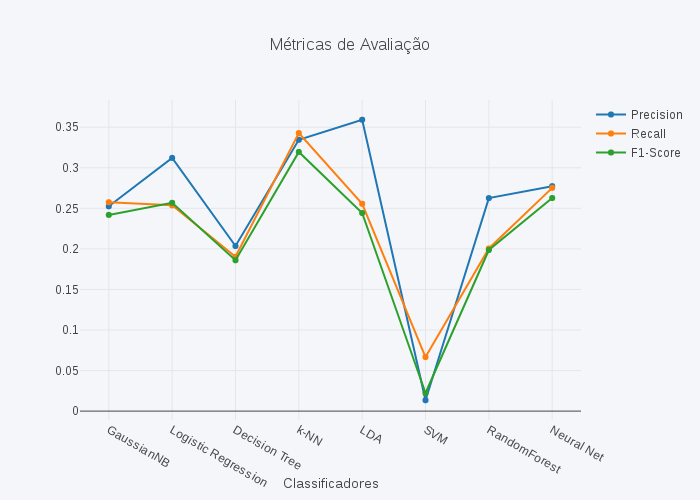 Métricas de Avaliação
Precision
Recall
F1-Score
0.35
0.3
0.25
0.2
0.15
0.1
0.05
0
GaussianNB
Logistic Regression
Decision Tree
k-NN
LDA
SVM
RandomForest
Neural Net
Classificadores